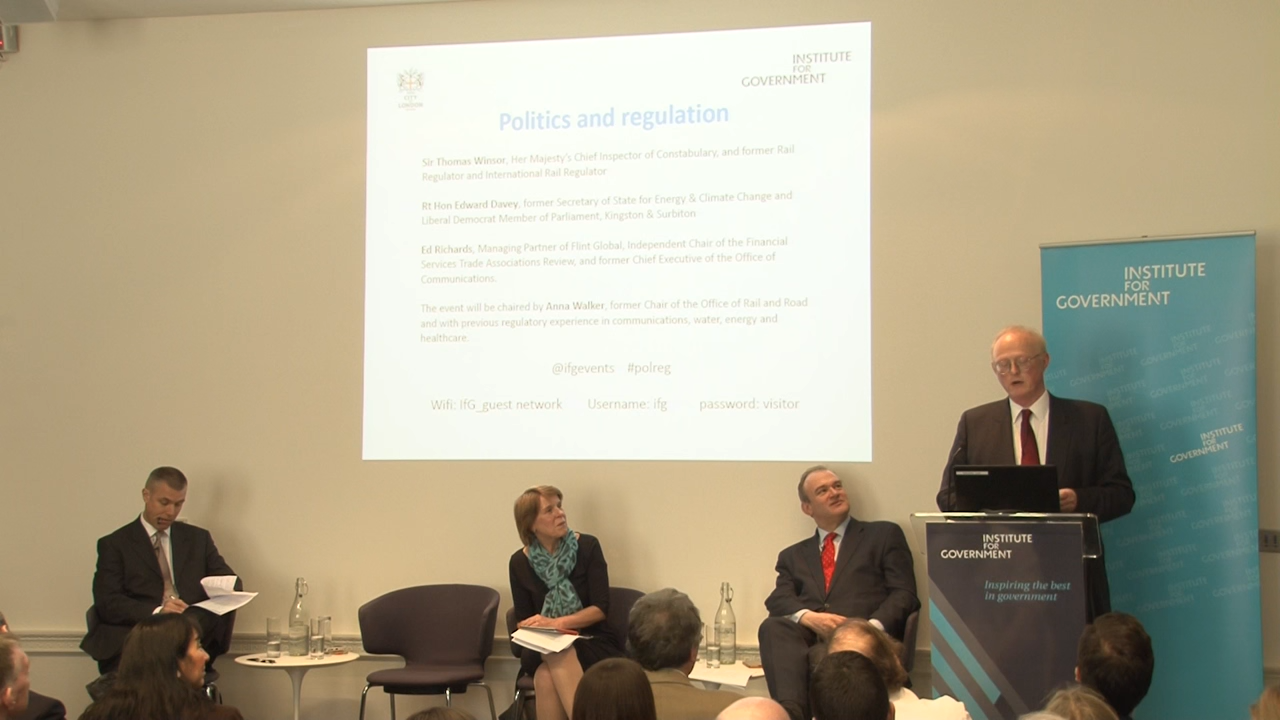 CITY
LONDON
INSTITUTE
FOR
GOVERNMENT
Politics and regulation
Sir Thomas Winsor, Her Majesty's Chief Inspector of Constabulary, and former Rail
Regulator and International Rail Regulator
Rt Hon Edward Davey, former Secretary of State for Energy & Climate Change and
Liberal Democrat Member of Parliament, Kingston & Surbiton
Ed Richards, Managing Partner of Flint Global, Independent Chair of the Financial
Services Trade Associations Review, and former Chief Executive of the Office of
Communications.
The event will be chaired by Anna Walker, former Chair of the Office of Rail and Road
and with previous regulatory experience in communications, water, energy and
healthcare.
@ifgevents #polreg
Wifi: IfG_guest network Username: ifg password: visitor
INSTITUTE
FOR
GOVERNMENT
INSTITUTE
FOR
GOVERNMENT
INSTITUTE
FOR
GOVERNMENT
Inspiring the best
in government